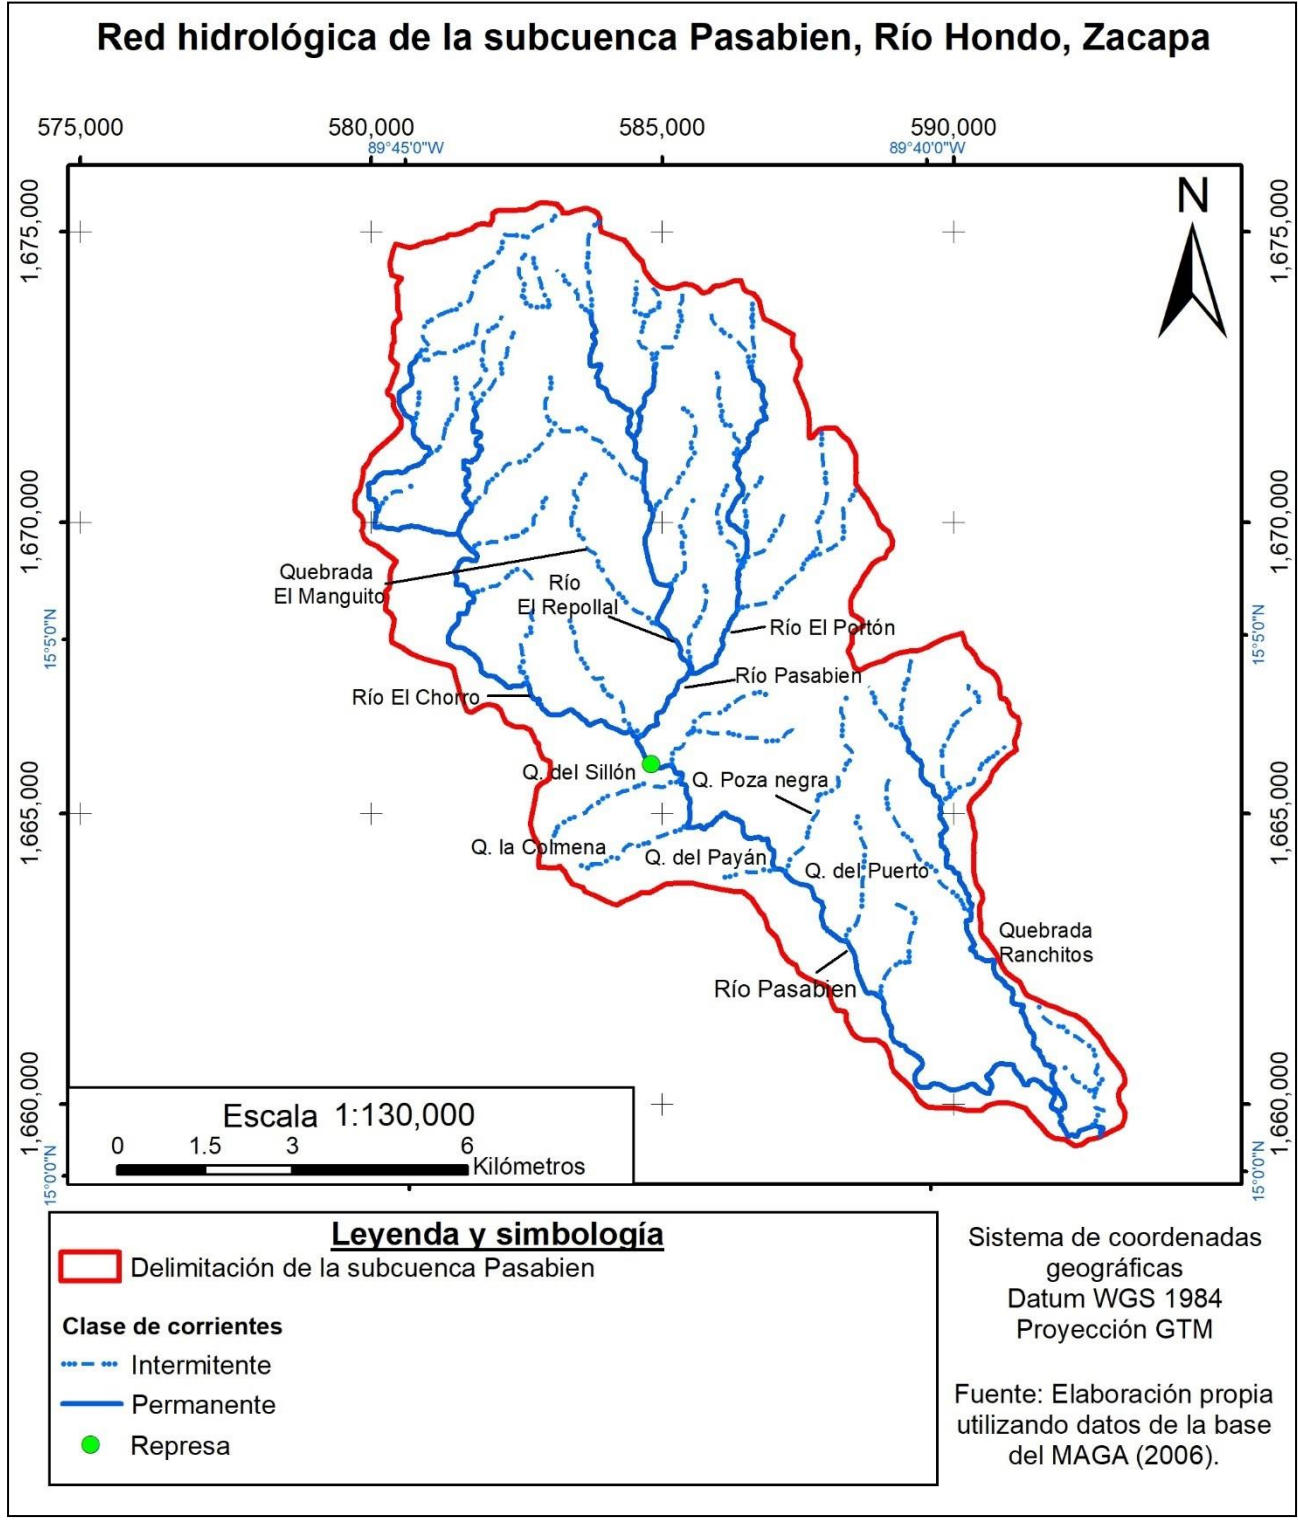 Red hidrológica de la subcuenca Pasabien, Río Hondo, Zacapa
575,000
580,000
585,000
590,000
89°45'0"W
89°40'0"W
N
1,675,000
1,675,000
1,670,000
1,670,000
Quebrada
El Manguito
Río
El Repollal
15°5'0"N
15°5'0"N
Río El Portón
Río Pasabien
Río El Chorro
Q. del Sillón
Q. Poza negra
1,665,000
1,665,000
Q. la Colmena
Q. del Payán
Q. del Puerto
Quebrada
Ranchitos
Río Pasabien
1,660,000
1,660,000
15°0'0"N
15°0'0"N
Escala 1:130,000
0 1.5 3 6
Kilómetros
Leyenda y simbología
Delimitación de la subcuenca Pasabien
Clase de corrientes
Intermitente
Permanente
Represa
Sistema de coordenadas
geográficas
Datum WGS 1984
Proyección GTM
Fuente: Elaboración propia
utilizando datos de la base
del MAGA (2006).